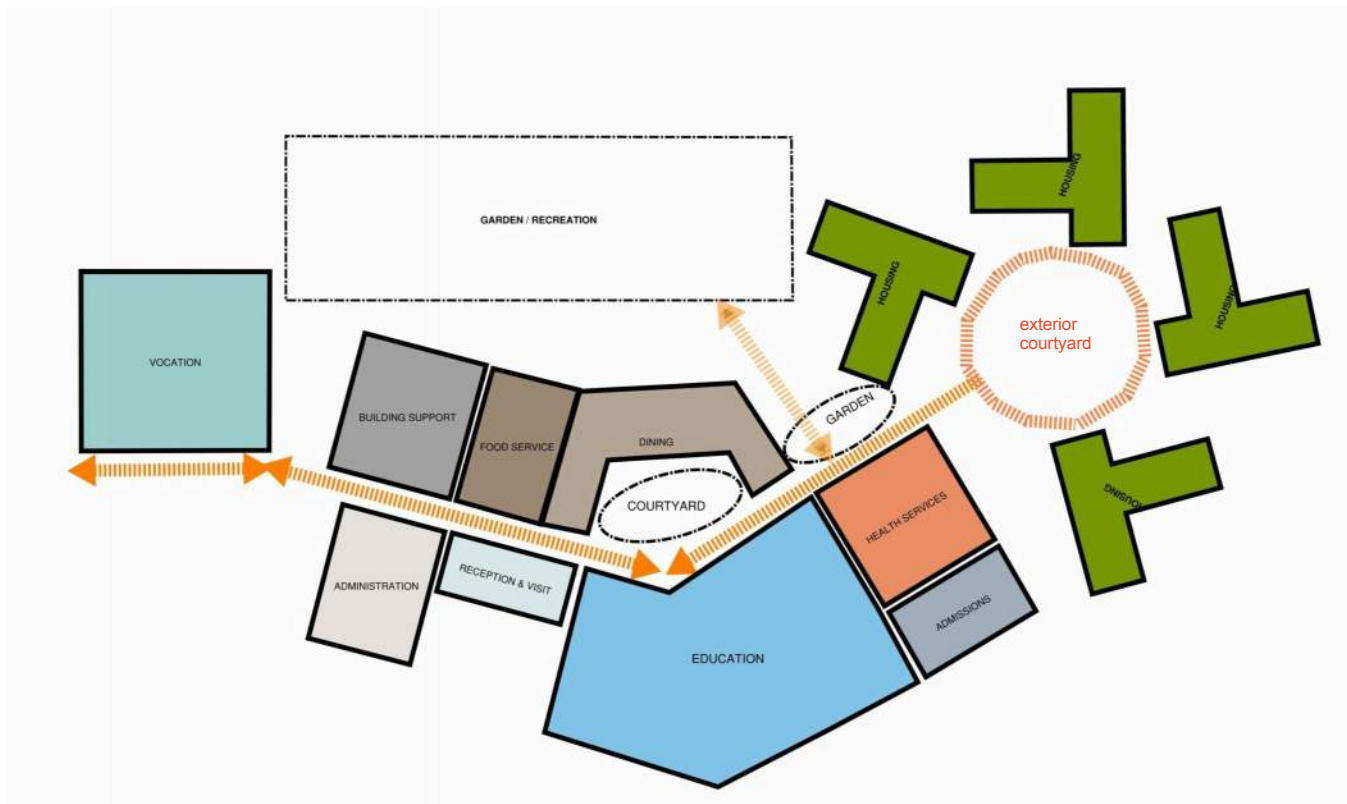 HOUSING
GARDEN / RECREATION
HOUSING
HOUSING
exterior
courtyard
VOCATION
BUILDING SUPPORT
FOOD SERVICE
DINING
GARDEN
COURTYARD
HEALTH SERVICES
HOUSING
ADMINISTRATION
RECEPTION & VISIT
ADMISSIONS
EDUCATION